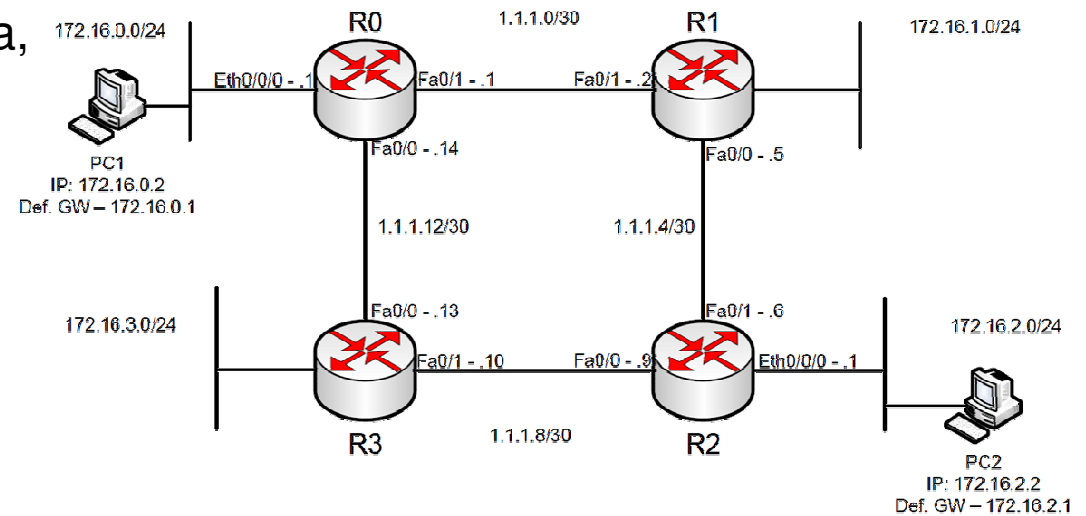 a,
172.16.0.0/24
R0
1.1.1.0/30
R1
172.16.1.0/24
Eth0/0/0 - .1
Fa0/1 - .1
Fa0/1 - .2
Fa0/0 - .14
Fa0/0 - .5
PC1
IP: 172.16.0.2
Def. GW – 172.16.0.1
1.1.1.12/30
1.1.1.4/30
172.16.3.0/24
Fa0/0 - .13
Fa0/1 - .6
172.16.2.0/24
Fa0/1 - .10
Fa0/0 - .9
Eth0/0/0 - .1
R3
1.1.1.8/30
R2
PC2
IP: 172.16.2.2
Def. GW – 172.16.2.1